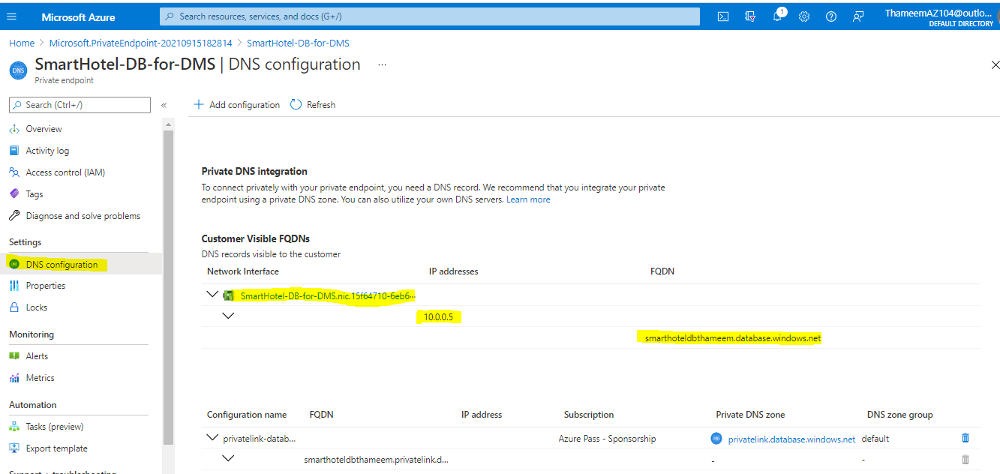 Microsoft Azure
Search resources, services, and docs (G+/)
1
ThameemAZ104@outlo...
DEFAULT DIRECTORY
Home > Microsoft.PrivateEndpoint-20210915182814 > SmartHotel-DB-for-DMS
DNS
SmartHotel-DB-for-DMS | DNS configuration ...
Private endpoint
Search (Ctrl+/)
«
Overview
Activity log
Access control (IAM)
Tags
Diagnose and solve problems
Settings
DNS configuration
Properties
Locks
Monitoring
Alerts
Metrics
Automation
Tasks (preview)
Export template
Support + troubleshooting
Add configuration
Refresh
Private DNS integration
To connect privately with your private endpoint, you need a DNS record. We recommend that you integrate your private
endpoint using a private DNS zone. You can also utilize your own DNS servers. Learn more
Customer Visible FQDNs
DNS records visible to the customer
Network Interface IP addresses FQDN
SmartHotel-DB-for-DMS.nic.15f64710-6eb6...
10.0.0.5
smarthoteldbthameem.database.windows.net
Configuration name FQDN IP address Subscription Private DNS zone DNS zone group
privatelink-datab... Azure Pass - Sponsorship DNS privatelink.database.windows.net default
smarthoteldbthameem.privatelink.d... - -